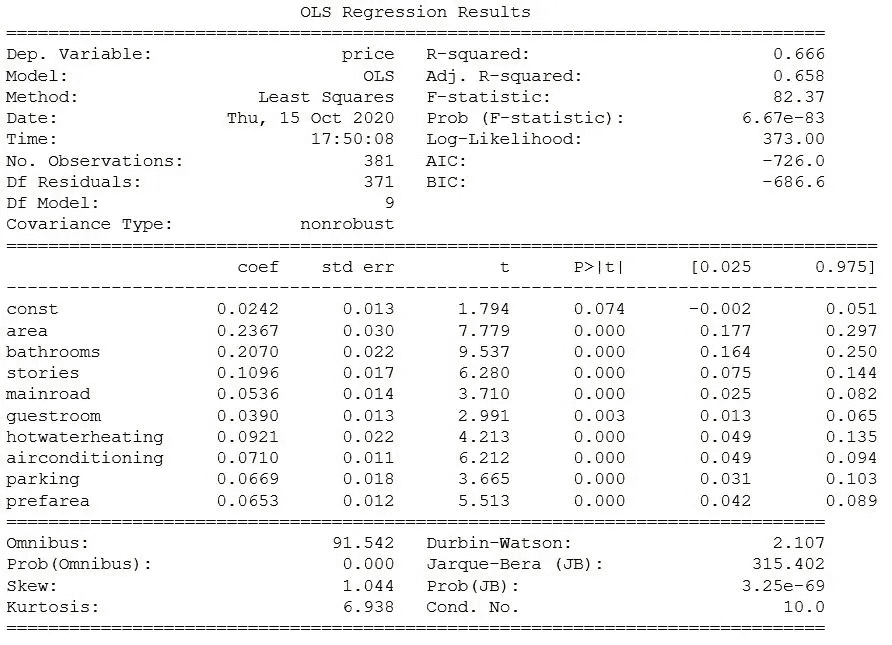 OLS Regression Results
==============================================================================
Dep. Variable:                  price   R-squared:                       0.666
Model:                            OLS   Adj. R-squared:                  0.658
Method:                 Least Squares   F-statistic:                     82.37
Date:                Thu, 15 Oct 2020   Prob (F-statistic):           6.67e-83
Time:                        17:50:08   Log-Likelihood:                 373.00
No. Observations:                 381   AIC:                            -726.0
Df Residuals:                     371   BIC:                            -686.6
Df Model:                           9
Covariance Type:            nonrobust
===================================================================================
                      coef    std err          t      P>|t|      [0.025      0.975]
-----------------------------------------------------------------------------------
const               0.0242      0.013      1.794      0.074      -0.002       0.051
area                0.2367      0.030      7.779      0.000       0.177       0.297
bathrooms           0.2070      0.022      9.537      0.000       0.164       0.250
stories             0.1096      0.017      6.280      0.000       0.075       0.144
mainroad            0.0536      0.014      3.710      0.000       0.025       0.082
guestroom           0.0390      0.013      2.991      0.003       0.013       0.065
hotwaterheating     0.0921      0.022      4.213      0.000       0.049       0.135
airconditioning     0.0710      0.011      6.212      0.000       0.049       0.094
parking             0.0669      0.018      3.665      0.000       0.031       0.103
prefarea            0.0653      0.012      5.513      0.000       0.042       0.089
==============================================================================
Omnibus:                       91.542   Durbin-Watson:                   2.107
Prob(Omnibus):                  0.000   Jarque-Bera (JB):              315.402
Skew:                           1.044   Prob(JB):                     3.25e-69
Kurtosis:                       6.938   Cond. No.                         10.0
==============================================================================